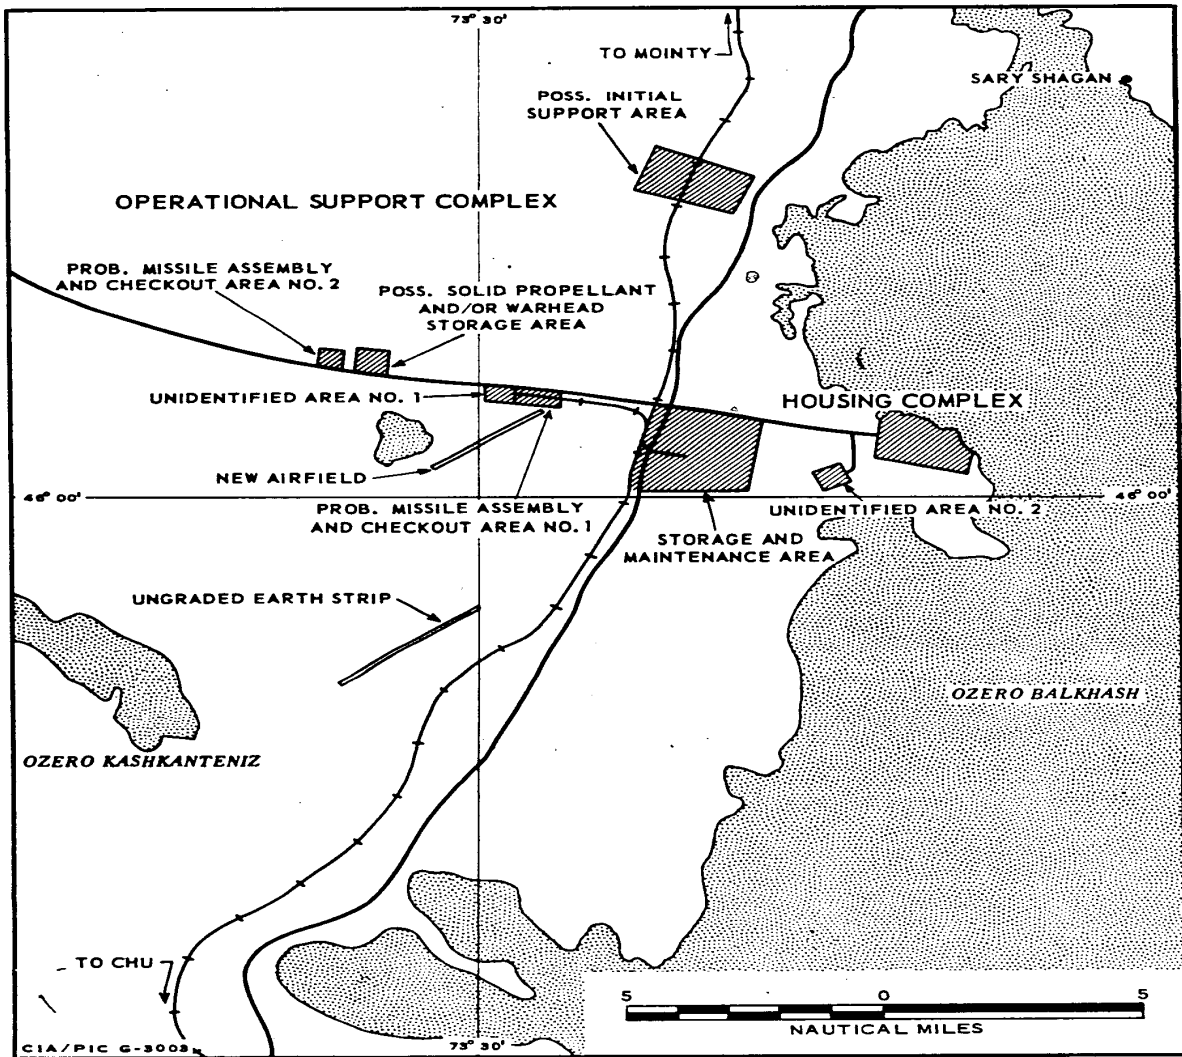 73° 30'
TO MOINTY
SARY SHAGAN
POSS. INITIAL
SUPPORT AREA
OPERATIONAL SUPPORT COMPLEX
PROB. MISSILE ASSEMBLY
AND CHECKOUT AREA NO. 2
POSS. SOLID PROPELLANT
AND/OR WARHEAD
STORAGE AREA
UNIDENTIFIED AREA NO. 1
HOUSING COMPLEX
NEW AIRFIELD
46° 00'
46° 00'
PROB. MISSILE ASSEMBLY
AND CHECKOUT AREA NO. 1
UNIDENTIFIED AREA NO. 2
STORAGE AND
MAINTENANCE AREA
UNGRADED EARTH STRIP
OZERO BALKHASH
OZERO KASHKANTENIZ
TO CHU
5 0 5
NAUTICAL MILES
CIA/PIC G-3003
73° 30'